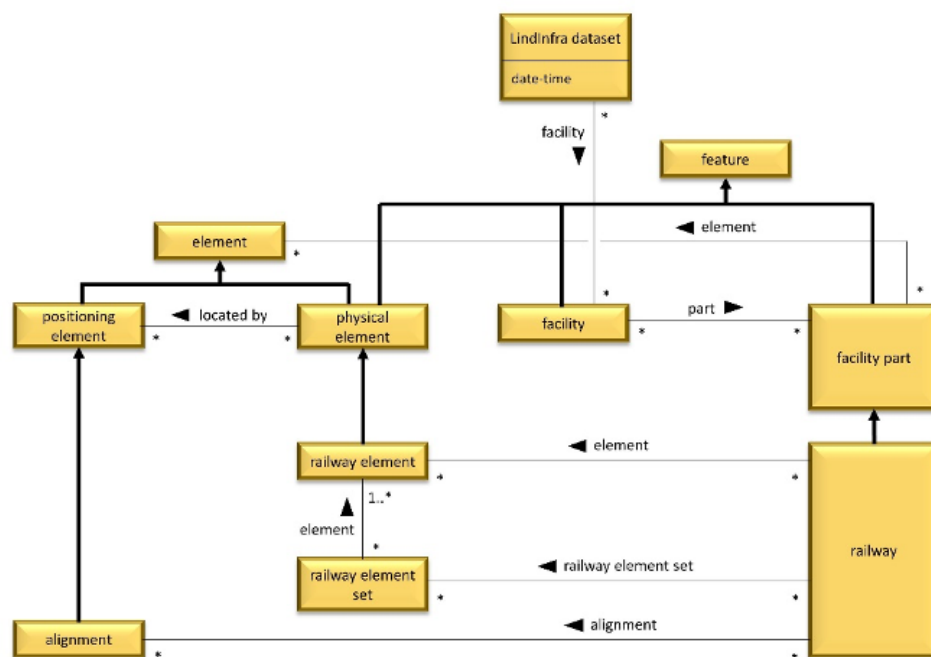 LindInfra dataset
date-time
*
facility
feature
element
element
*
*
positioning
element
located by
*
*
physical
element
*
facility
*
part
*
facility part
railway element
element
*
*
1..*
element
*
railway element
set
railway element set
*
*
railway
alignment
alignment
*
*